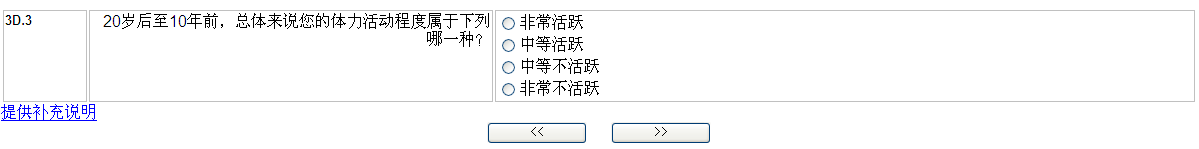 3D.3
20岁后至10年前，总体来说您的体力活动程度属于下列
哪一种？
非常活跃
中等活跃
中等不活跃
非常不活跃
提供补充说明
<<
>>